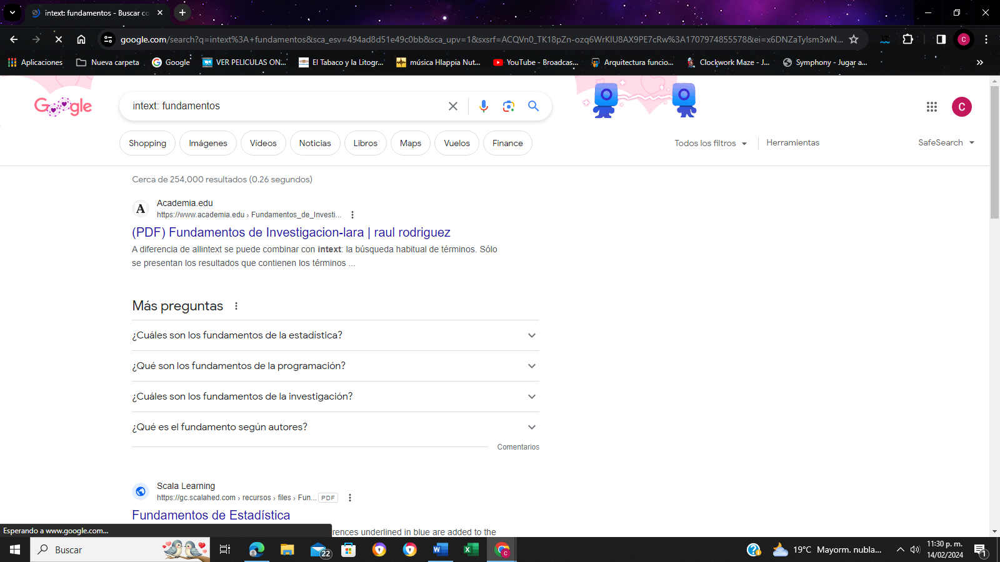 intext: fundamentos - Buscar co
google.com/search?q=intext%3A+fundamentos&sca_esv=494ad8d51e49c0bb&sca_upv=1&sxsrf=ACQVn0_TK18pZn-ozq6WrKlU8AX9PE7cRw%3A1707974855578&ei=x6DNZaTylsm3wN...
C
Aplicaciones
Nueva carpeta
Google
VER PELICULAS ON...
El Tabaco y la Litogr...
música Hlappia Nut...
YouTube - Broadcas...
Arquitectura funcio...
Clockwork Maze - J...
Symphony - Jugar a...
»
Google
intext: fundamentos
C
Shopping
Imágenes
Videos
Noticias
Libros
Maps
Vuelos
Finance
Todos los filtros
Herramientas
SafeSearch
Cerca de 254,000 resultados (0.26 segundos)
A
Academia.edu
https://www.academia.edu › Fundamentos_de_Investi...
(PDF) Fundamentos de Investigacion-lara | raul rodriguez
A diferencia de allintext se puede combinar con intext: la búsqueda habitual de términos. Sólo
se presentan los resultados que contienen los términos ...
Más preguntas
¿Cuáles son los fundamentos de la estadística?
¿Qué son los fundamentos de la programación?
¿Cuáles son los fundamentos de la investigación?
¿Qué es el fundamento según autores?
Comentarios
Scala Learning
https://gc.scalahed.com › recursos › files › Fun...
PDF
Fundamentos de Estadística
rences underlined in blue are added to the
Esperando a www.google.com...
Buscar
22
W
X
C
19°C Mayorm. nubla...
11:30 p. m.
14/02/2024
1